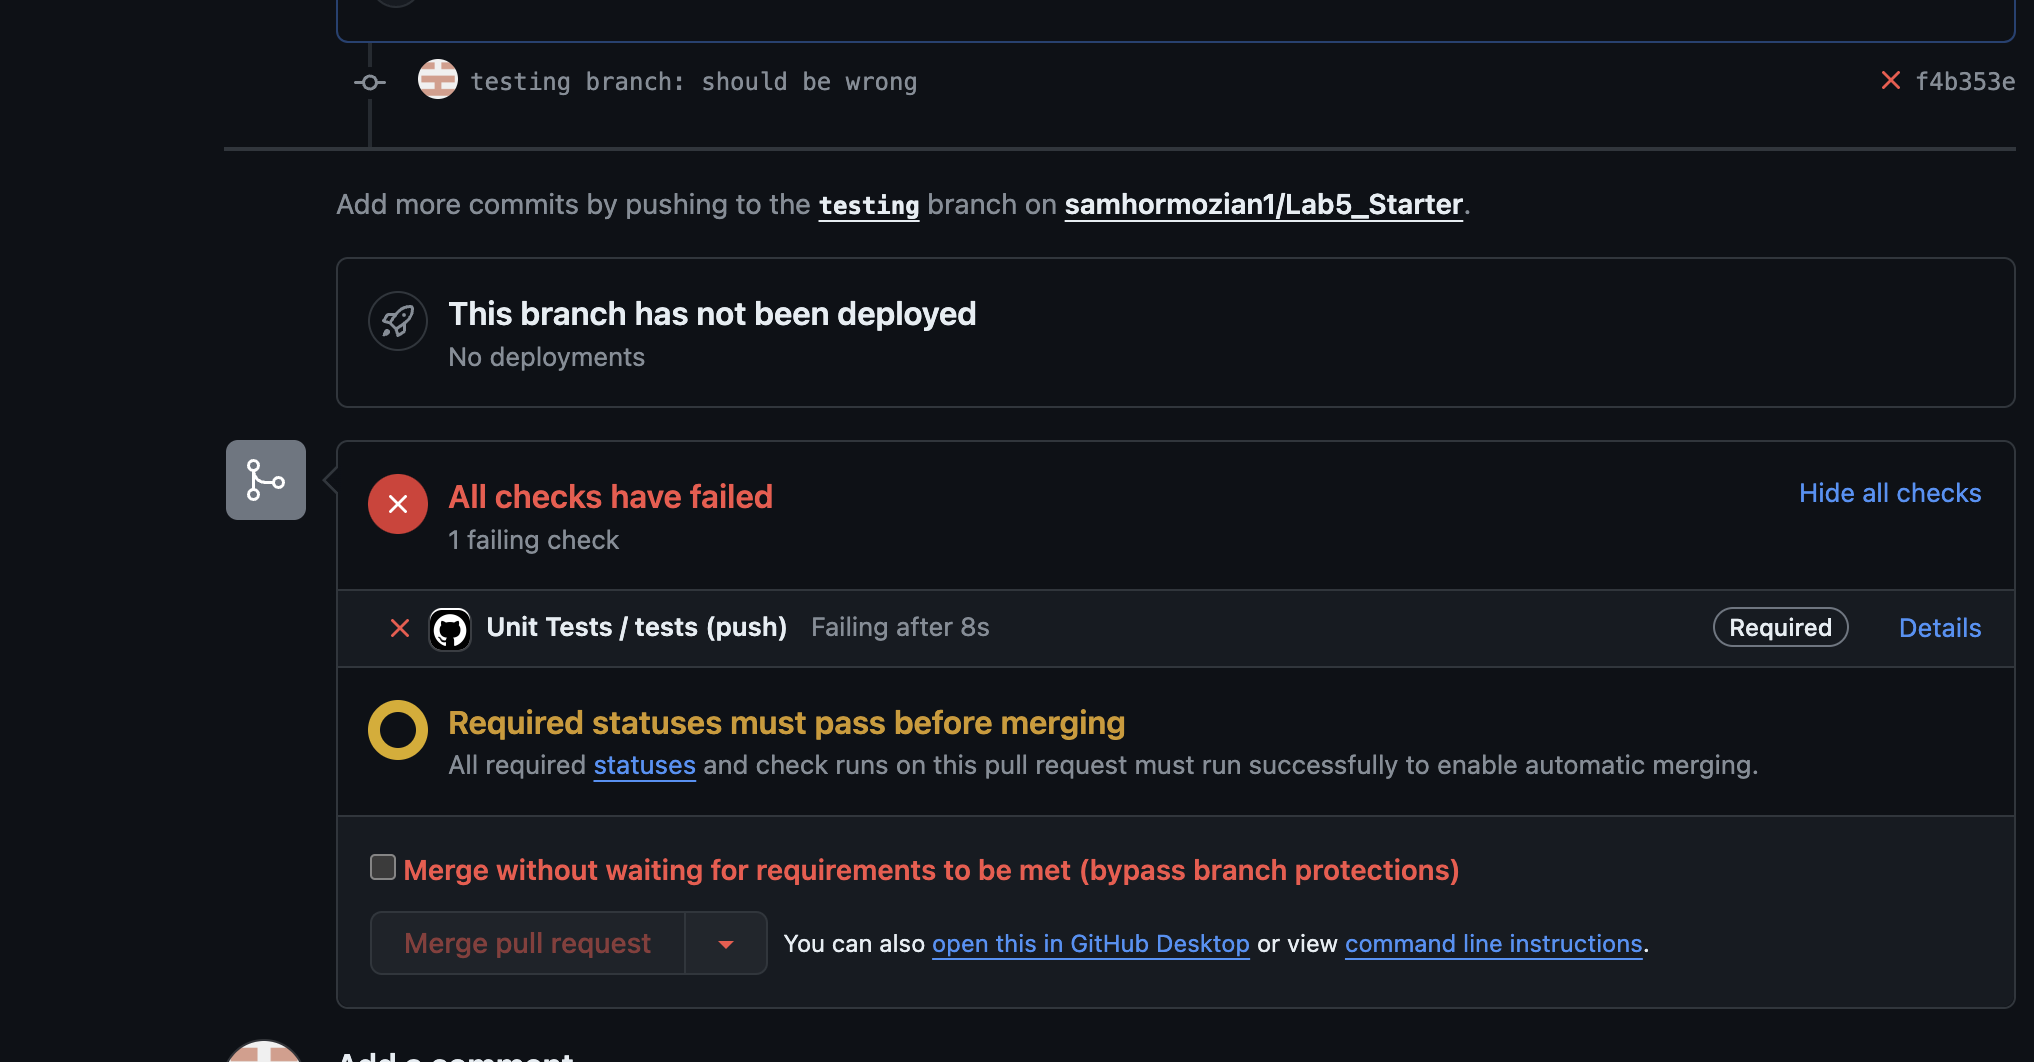 testing branch: should be wrong f4b353e
Add more commits by pushing to the testing branch on samhormozian1/Lab5_Starter.
This branch has not been deployed
No deployments
All checks have failed Hide all checks
1 failing check
Unit Tests / tests (push) Failing after 8s Required Details
Required statuses must pass before merging
All required statuses and check runs on this pull request must run successfully to enable automatic merging.
Merge without waiting for requirements to be met (bypass branch protections)
Merge pull request You can also open this in GitHub Desktop or view command line instructions.
Add a comment